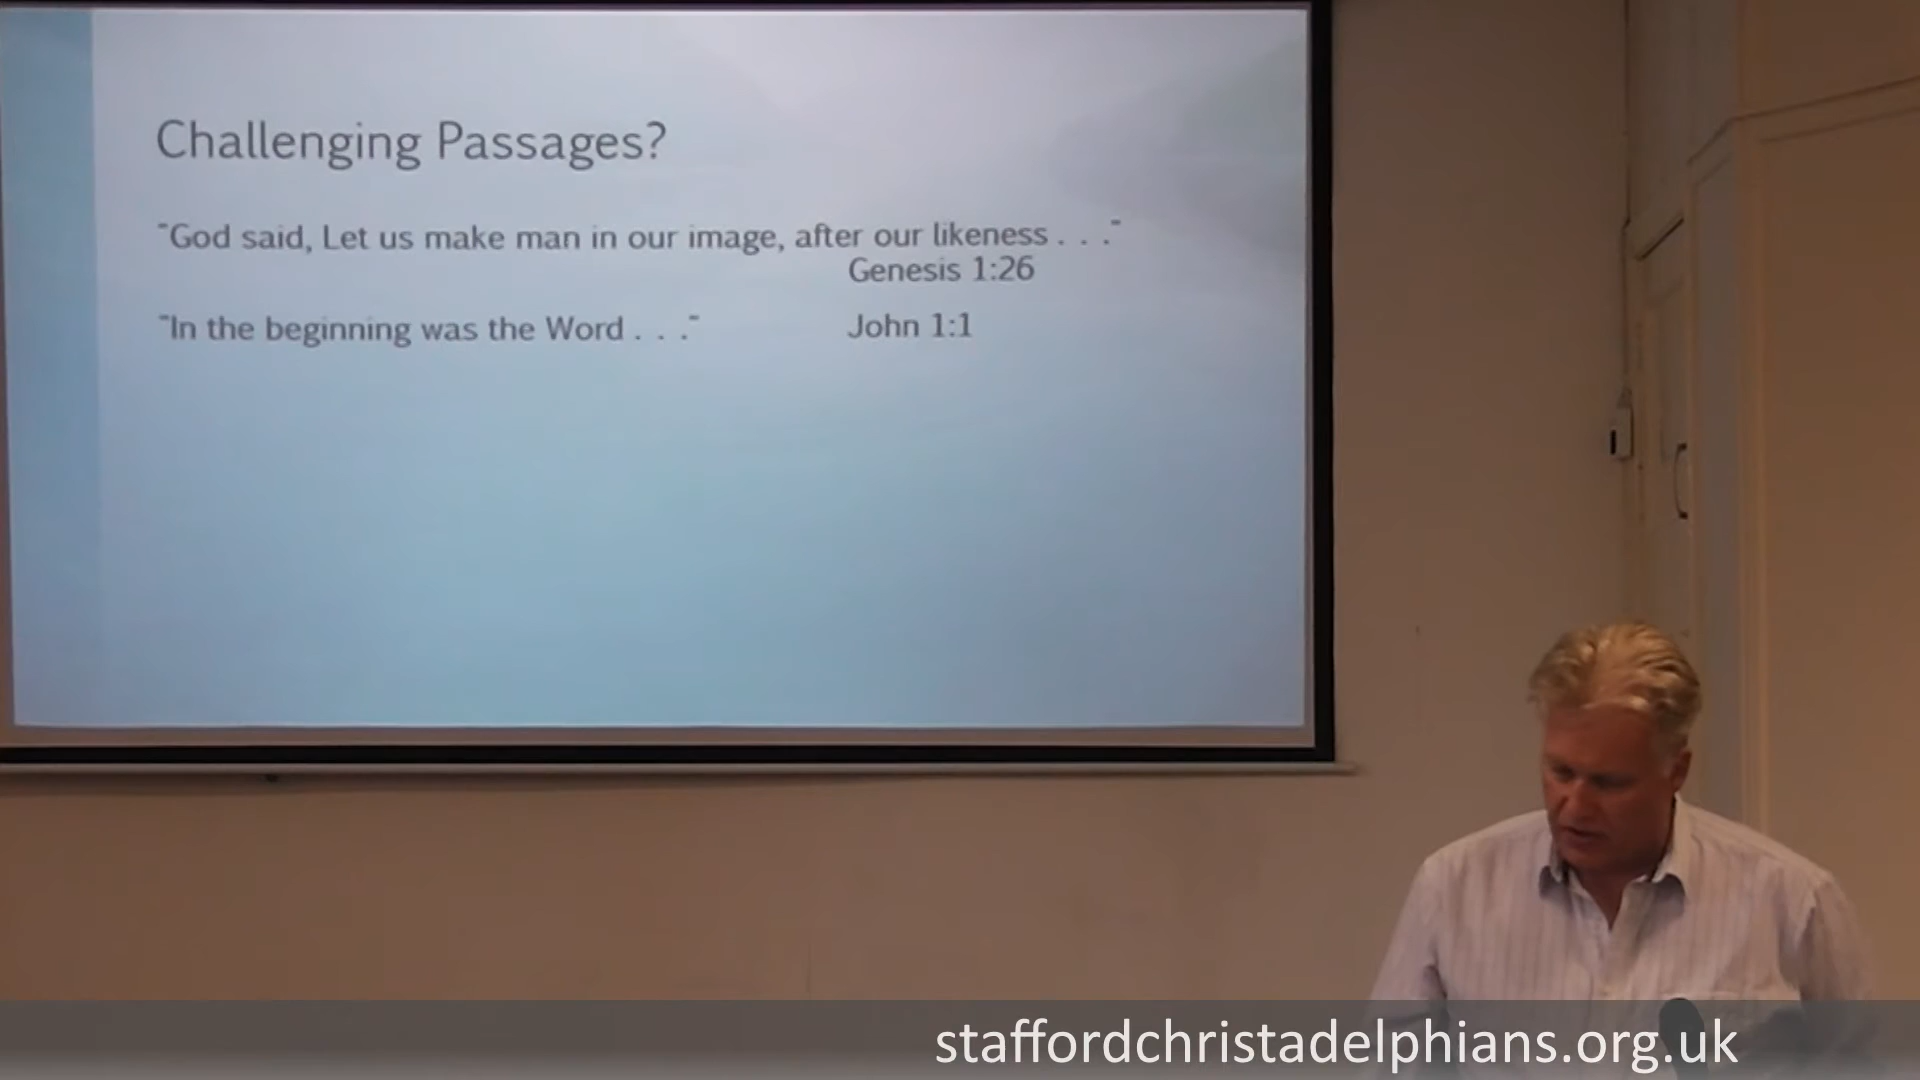 Challenging Passages?
"God said, Let us make man in our image, after our likeness . . ."
Genesis 1:26
"In the beginning was the Word . . ." John 1:1
staffordchristadelphians.org.uk